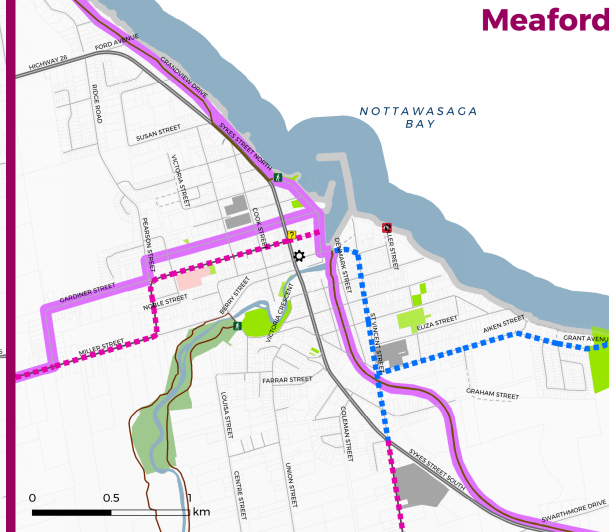 Meaford
HIGHWAY 26
FORD AVENUE
GRANDVIEW DRIVE
RIDGE ROAD
NOTTAWASAGA
BAY
SUSAN STREET
SYKES STREET NORTH
VICTORIA STREET
PEARSON STREET
COOK STREET
?
DENMARK STREET
LLER STREET
GARDINER STREET
NOBLE STREET
BERRY STREET
VICTORIA CRESCENT
ST VINCENT STREET
ELIZA STREET
AIKEN STREET
GRANT AVENU
MILLER STREET
FARRAR STREET
GRAHAM STREET
LOUISA STREET
COLEMAN STREET
CENTRE STREET
UNION STREET
SYKES STREET SOUTH
SWARTHMORE DRIVE
0 0.5 1
km